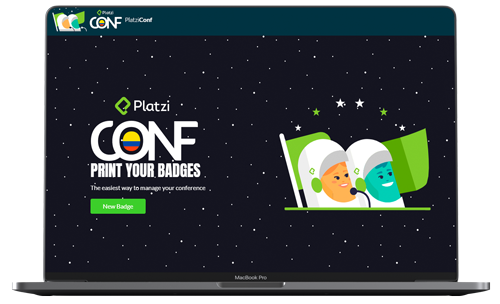 Platzi
CONF PlatziConf
Platzi
CONF
PRINT YOUR BADGES
The easiest way to manage your conference
New Badge
MacBook Pro